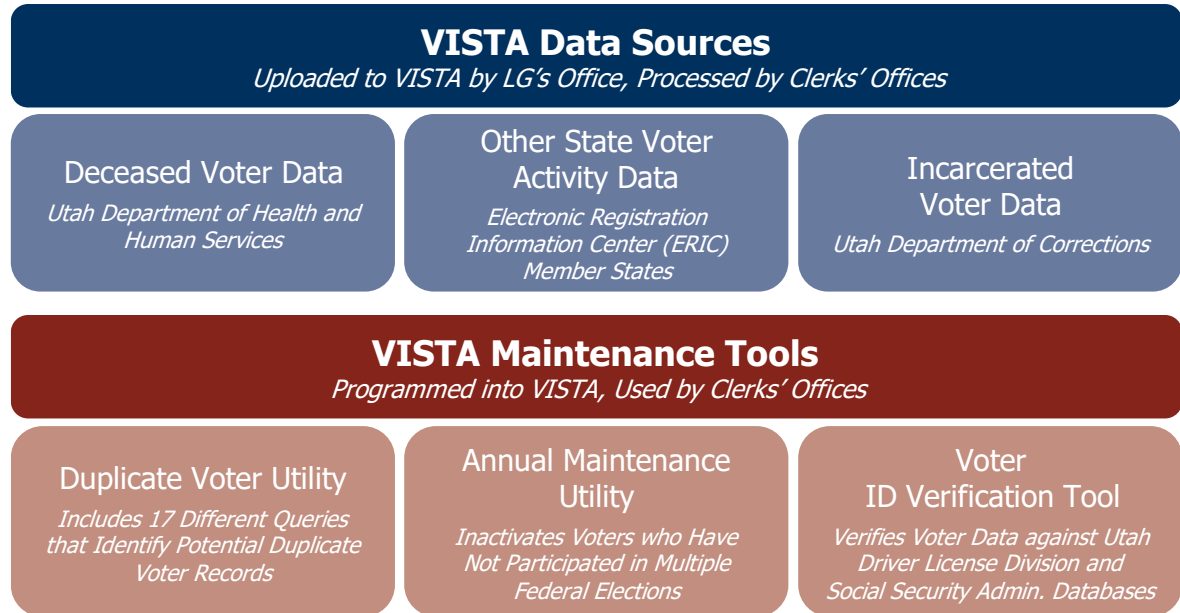 VISTA Data Sources
Uploaded to VISTA by LG's Office, Processed by Clerks' Offices
Deceased Voter Data
Utah Department of Health and
Human Services
Other State Voter
Activity Data
Electronic Registration
Information Center (ERIC)
Member States
Incarcerated
Voter Data
Utah Department of Corrections
VISTA Maintenance Tools
Programmed into VISTA, Used by Clerks' Offices
Duplicate Voter Utility
Includes 17 Different Queries
that Identify Potential Duplicate
Voter Records
Annual Maintenance
Utility
Inactivates Voters who Have
Not Participated in Multiple
Federal Elections
Voter
ID Verification Tool
Verifies Voter Data against Utah
Driver License Division and
Social Security Admin. Databases